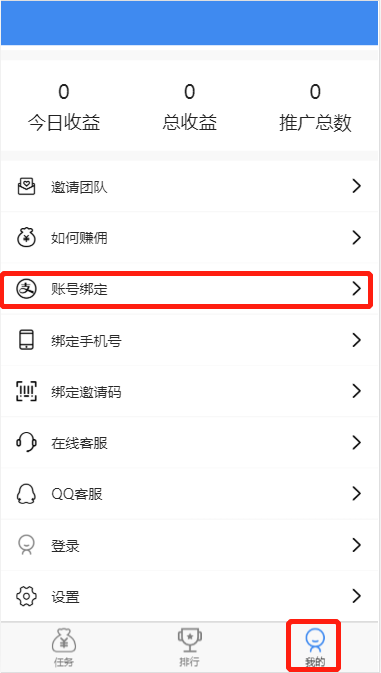 0 0 0
今日收益 总收益 推广总数
邀请团队
如何赚佣
账号绑定
绑定手机号
绑定邀请码
在线客服
QQ客服
登录
设置
任务 排行 我的